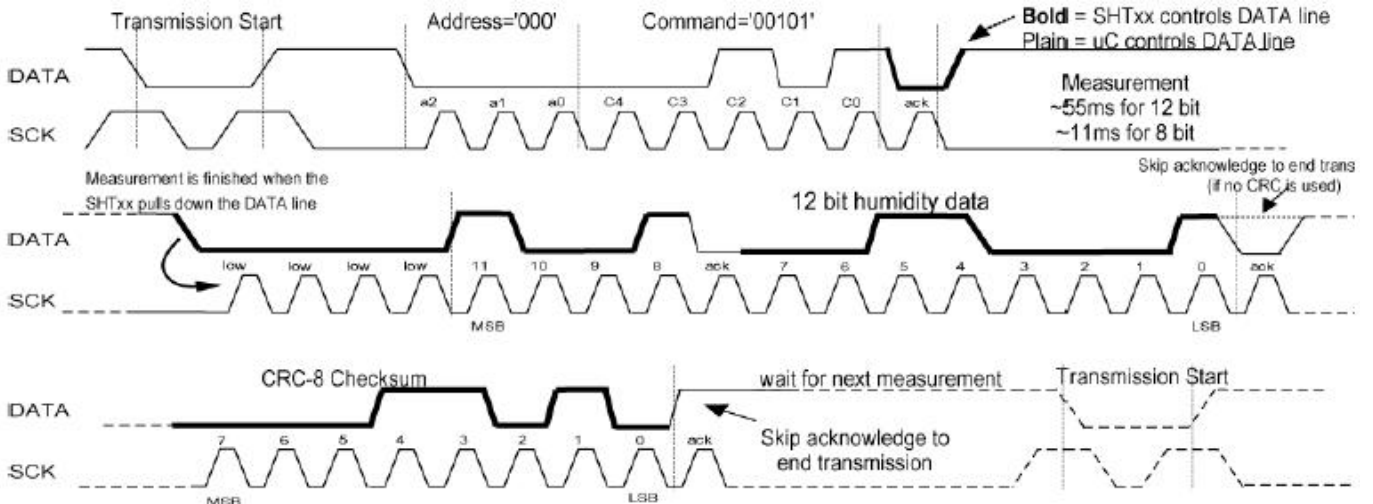 Transmission Start Address='000' Command='00101' Bold = SHTxx controls DATA line
Plain = uC controls DATA line
DATA
a2 a1 a0 C4 C3 C2 C1 C0 ack
Measurement
~55ms for 12 bit
~11ms for 8 bit
SCK
Measurement is finished when the
SHTxx pulls down the DATA line
Skip acknowledge to end trans
(if no CRC is used)
12 bit humidity data
DATA
low low low low 11 10 9 8 ack 7 6 5 4 3 2 1 0 ack
SCK
MSB LSB
CRC-8 Checksum wait for next measurement Transmission Start
DATA
7 6 5 4 3 2 1 0 ack
Skip acknowledge to
end transmission
SCK
MSB LSB